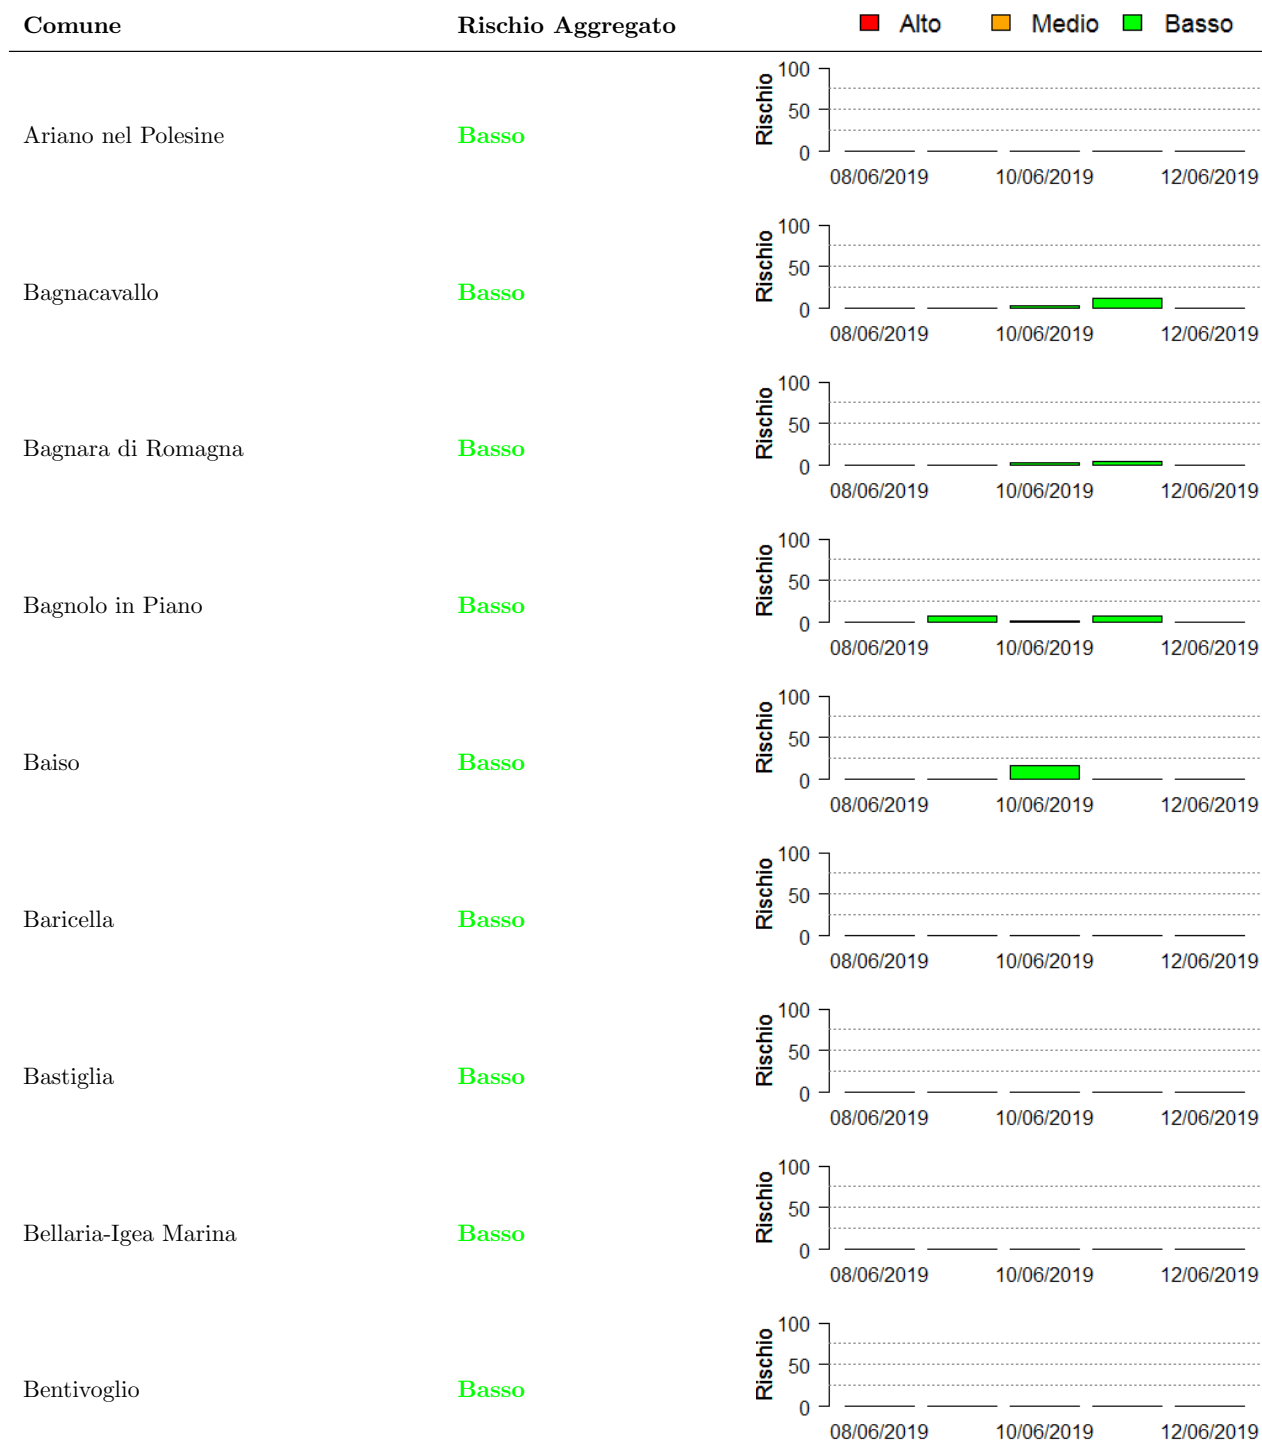 Comune Rischio Aggregato Alto Medio Basso
Ariano nel Polesine Basso
Rischio
100
50
0
08/06/2019 10/06/2019 12/06/2019
Bagnacavallo Basso
Rischio
100
50
0
08/06/2019 10/06/2019 12/06/2019
Bagnara di Romagna Basso
Rischio
100
50
0
08/06/2019 10/06/2019 12/06/2019
Bagnolo in Piano Basso
Rischio
100
50
0
08/06/2019 10/06/2019 12/06/2019
Baiso Basso
Rischio
100
50
0
08/06/2019 10/06/2019 12/06/2019
Baricella Basso
Rischio
100
50
0
08/06/2019 10/06/2019 12/06/2019
Bastiglia Basso
Rischio
100
50
0
08/06/2019 10/06/2019 12/06/2019
Bellaria-Igea Marina Basso
Rischio
100
50
0
08/06/2019 10/06/2019 12/06/2019
Bentivoglio Basso
Rischio
100
50
0
08/06/2019 10/06/2019 12/06/2019